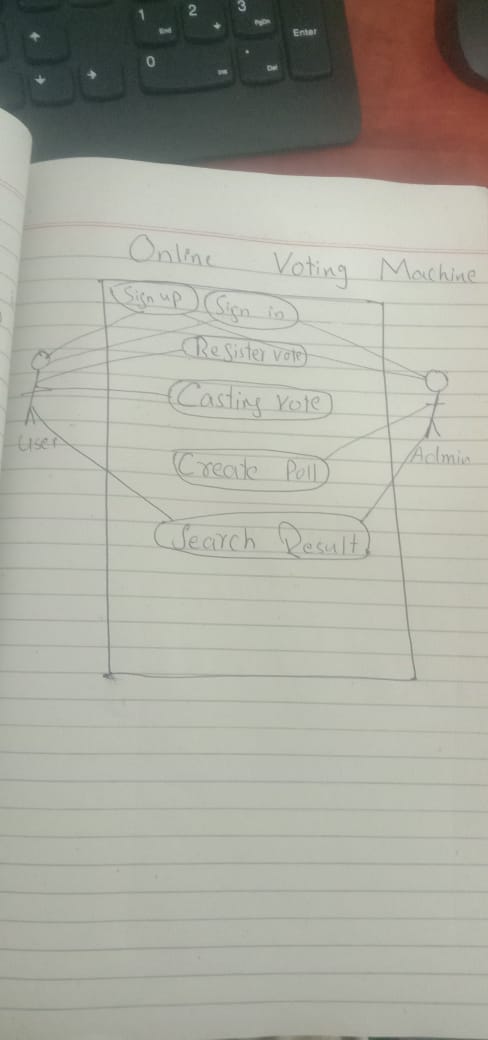 1 2 3
End PgDn Enter
0
Ins Del
Online Voting Machine
Sign up Sign in
Resister vote
Casting vote
User
Admin
Create Poll
Search Result